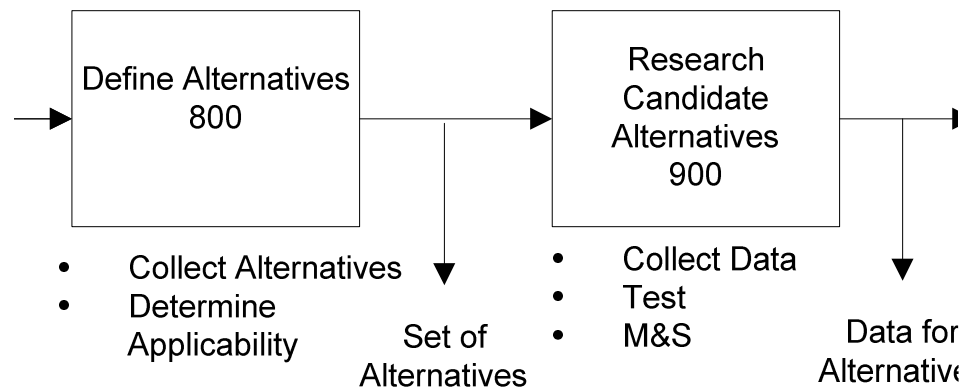 Define Alternatives
800
Research
Candidate
Alternatives
900
• Collect Alternatives
• Determine
Applicability
Set of
Alternatives
• Collect Data
• Test
• M&S
Data for